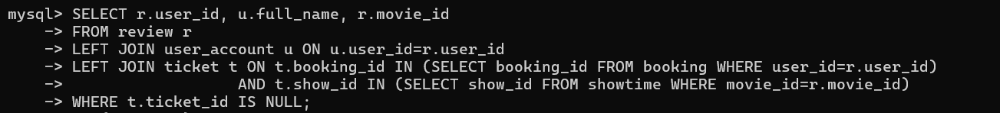 mysql> SELECT r.user_id, u.full_name, r.movie_id
    -> FROM review r
    -> LEFT JOIN user_account u ON u.user_id=r.user_id
    -> LEFT JOIN ticket t ON t.booking_id IN (SELECT booking_id FROM booking WHERE user_id=r.user_id)
    ->                   AND t.show_id IN (SELECT show_id FROM showtime WHERE movie_id=r.movie_id)
    -> WHERE t.ticket_id IS NULL;